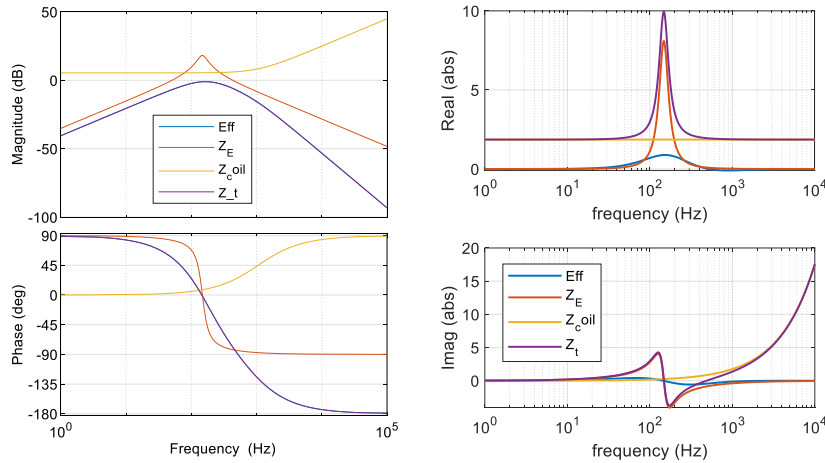 50
0
-50
-100
Magnitude (dB)
Eff
Z_E
Z_coil
Z_t
90
45
0
-45
-90
-135
-180
Phase (deg)
10^0
10^5
Frequency (Hz)
10
5
0
Real (abs)
10^0
10^1
10^2
10^3
10^4
frequency (Hz)
20
15
10
5
0
-5
Imag (abs)
Eff
Z_E
Z_coil
Z_t
10^0
10^1
10^2
10^3
10^4
frequency (Hz)